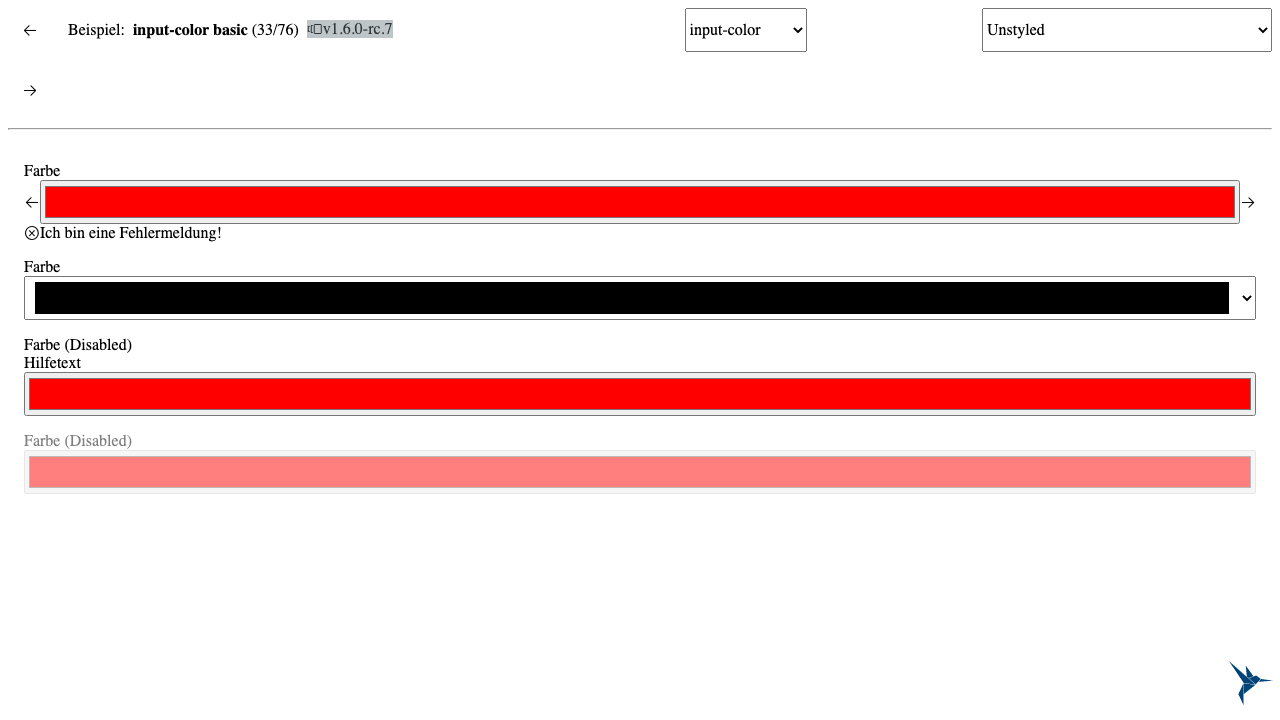 Beispiel: input-color basic (33/76) v1.6.0-rc.7 input-color Unstyled
Farbe
Ich bin eine Fehlermeldung!
Farbe
Farbe (Disabled)
Hilfetext
Farbe (Disabled)